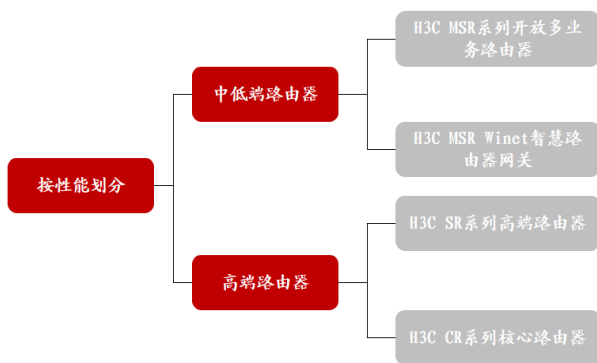 按性能划分
中低端路由器
H3C MSR系列开放多业
务路由器
H3C MSR Winet智慧路
由器网关
高端路由器
H3C SR系列高端路由器
H3C CR系列核心路由器